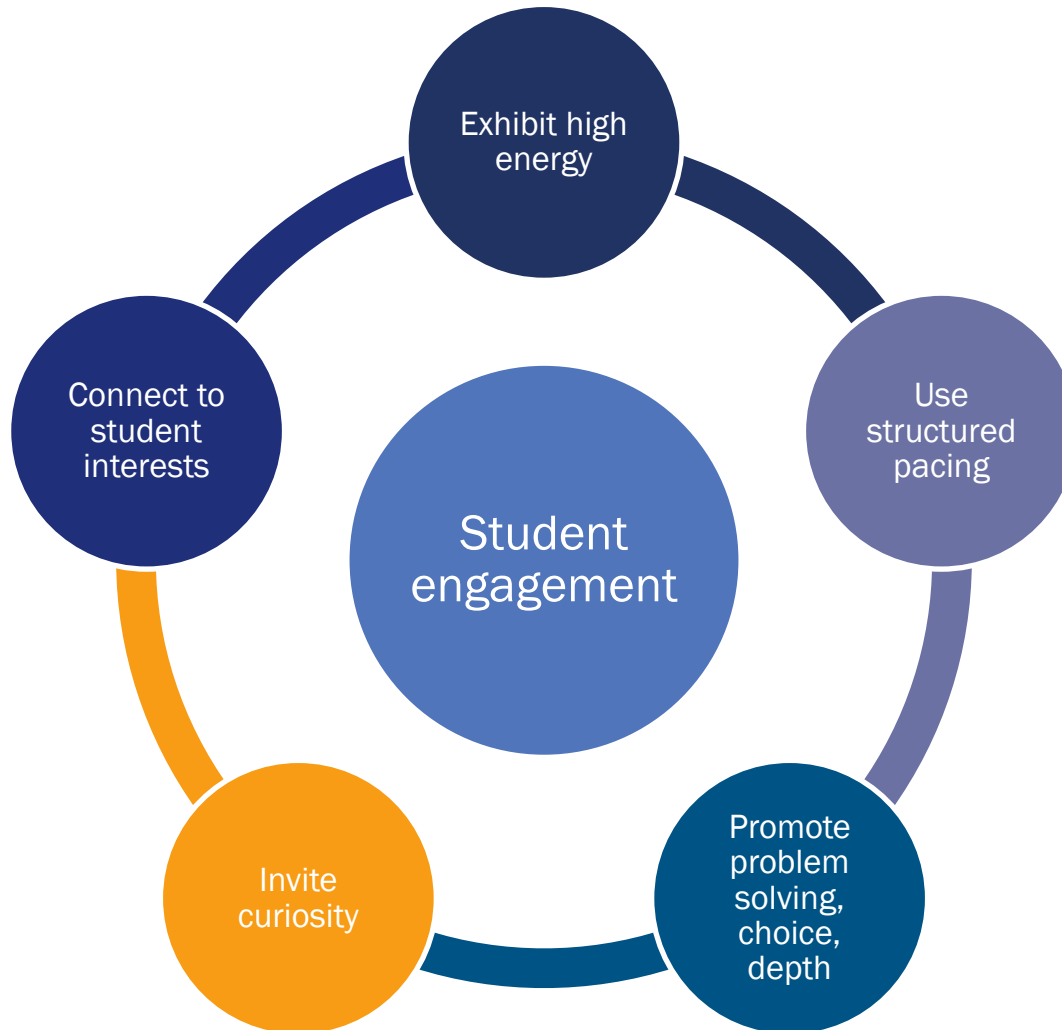 Exhibit high
energy
Connect to
student
interests
Use
structured
pacing
Student
engagement
Promote
problem
solving,
choice,
depth
Invite
curiosity